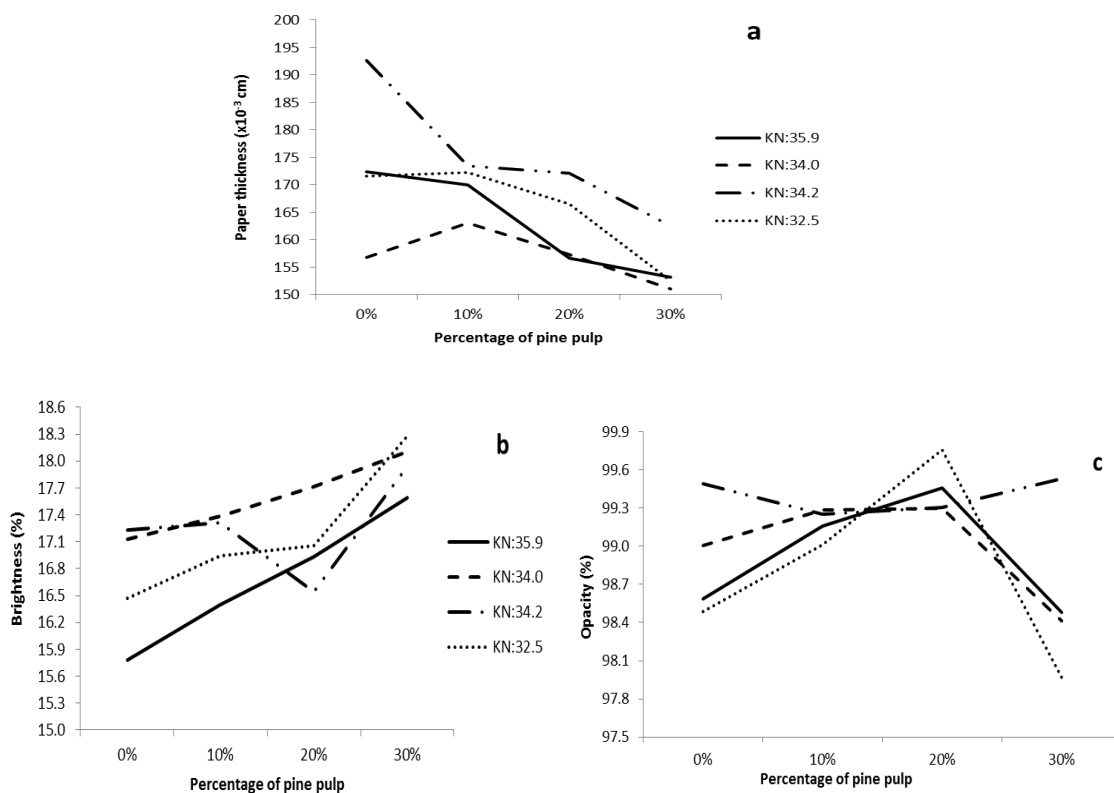 a
200
195
190
185
180
175
170
165
160
155
150
Paper thickness (x10⁻³ cm)
0% 10% 20% 30%
Percentage of pine pulp
KN:35.9
KN:34.0
KN:34.2
KN:32.5
b
18.6
18.3
18.0
17.7
17.4
17.1
16.8
16.5
16.2
15.9
15.6
15.3
15.0
Brightness (%)
0% 10% 20% 30%
Percentage of pine pulp
KN:35.9
KN:34.0
KN:34.2
KN:32.5
c
99.9
99.6
99.3
99.0
98.7
98.4
98.1
97.8
97.5
Opacity (%)
0% 10% 20% 30%
Percentage of pine pulp